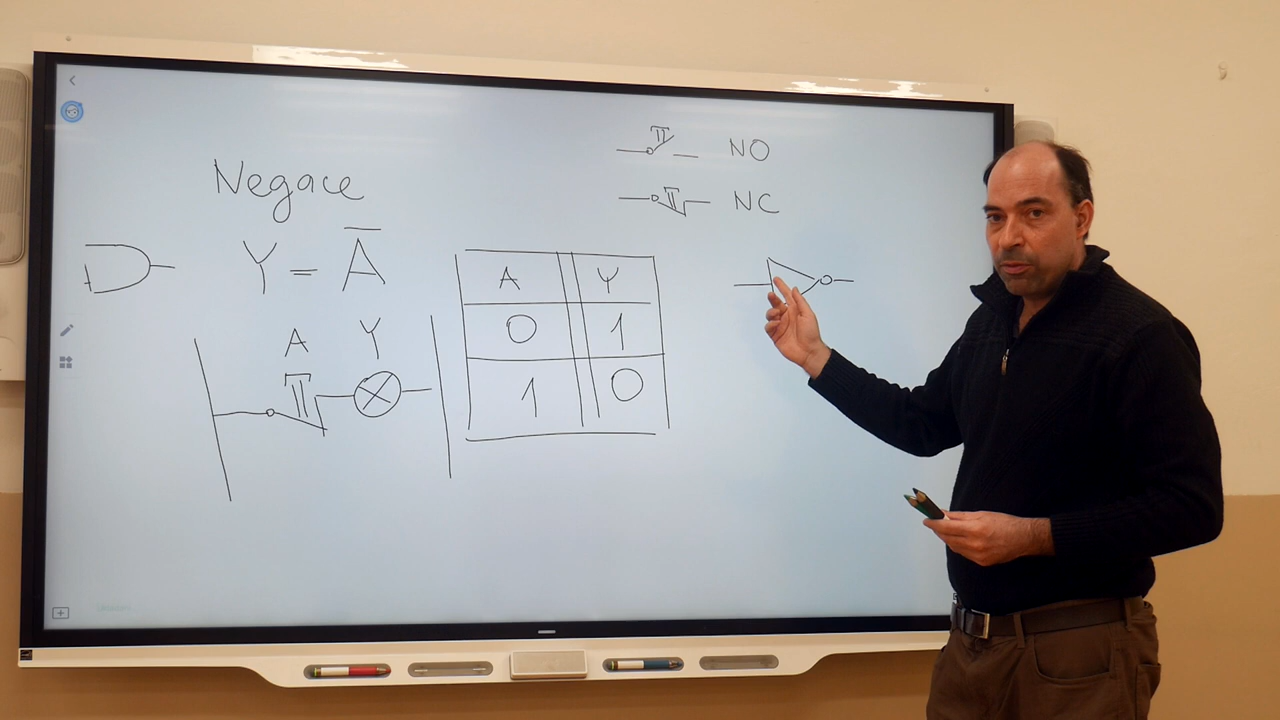 NO
Negace
NC
Y = A̅
A Y
0 1
1 0
A Y